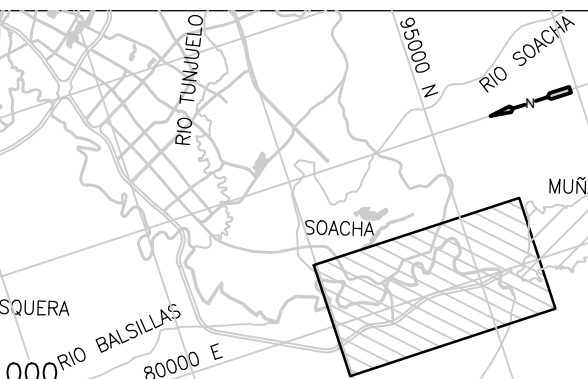 RIO TUNJUELO
95000 N
RIO SOACHA
N
MUÑ
SOACHA
SQUERA
RIO BALSILLAS
000
80000 E